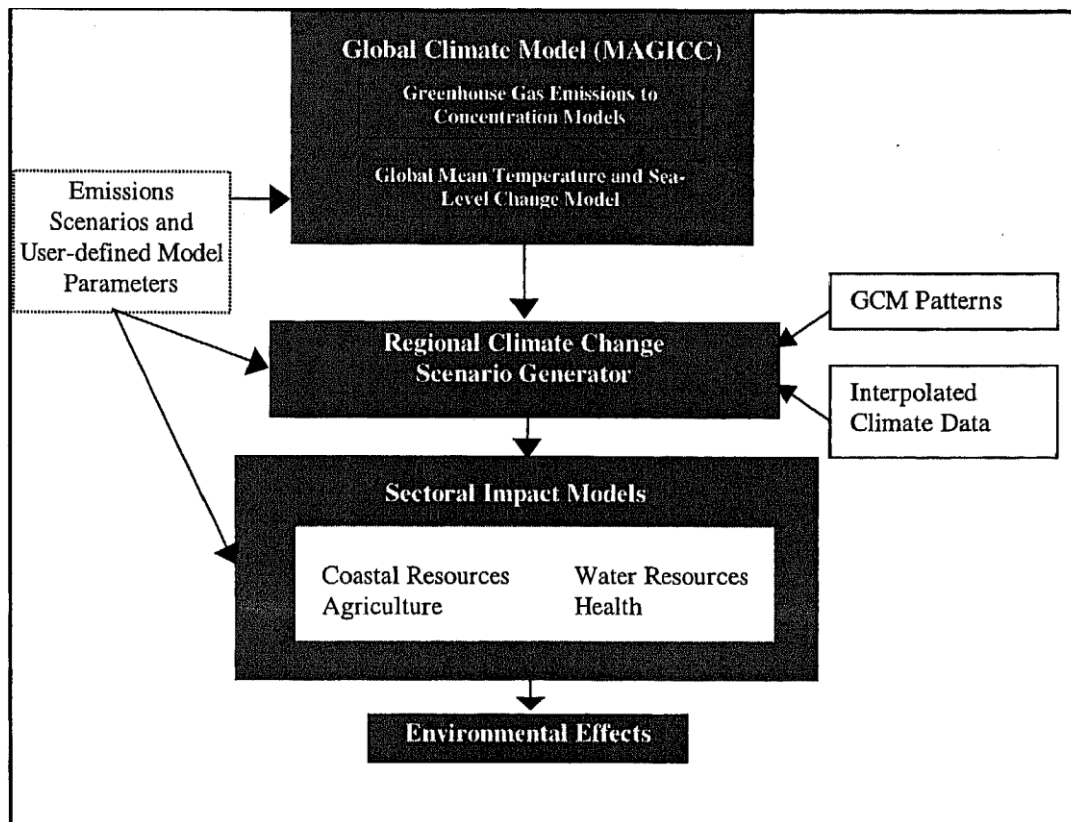 Global Climate Model (MAGICC)
Greenhouse Gas Emissions to
Concentration Models
Global Mean Temperature and Sea-
Level Change Model
Emissions
Scenarios and
User-defined Model
Parameters
GCM Patterns
Regional Climate Change
Scenario Generator
Interpolated
Climate Data
Sectoral Impact Models
Coastal Resources
Water Resources
Agriculture
Health
Environmental Effects